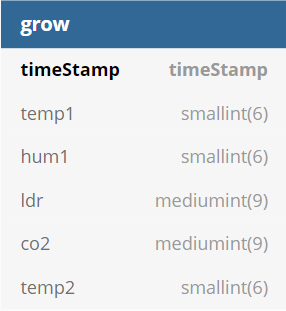 grow
timeStamp timeStamp
temp1 smallint(6)
hum1 smallint(6)
ldr mediumint(9)
co2 mediumint(9)
temp2 smallint(6)